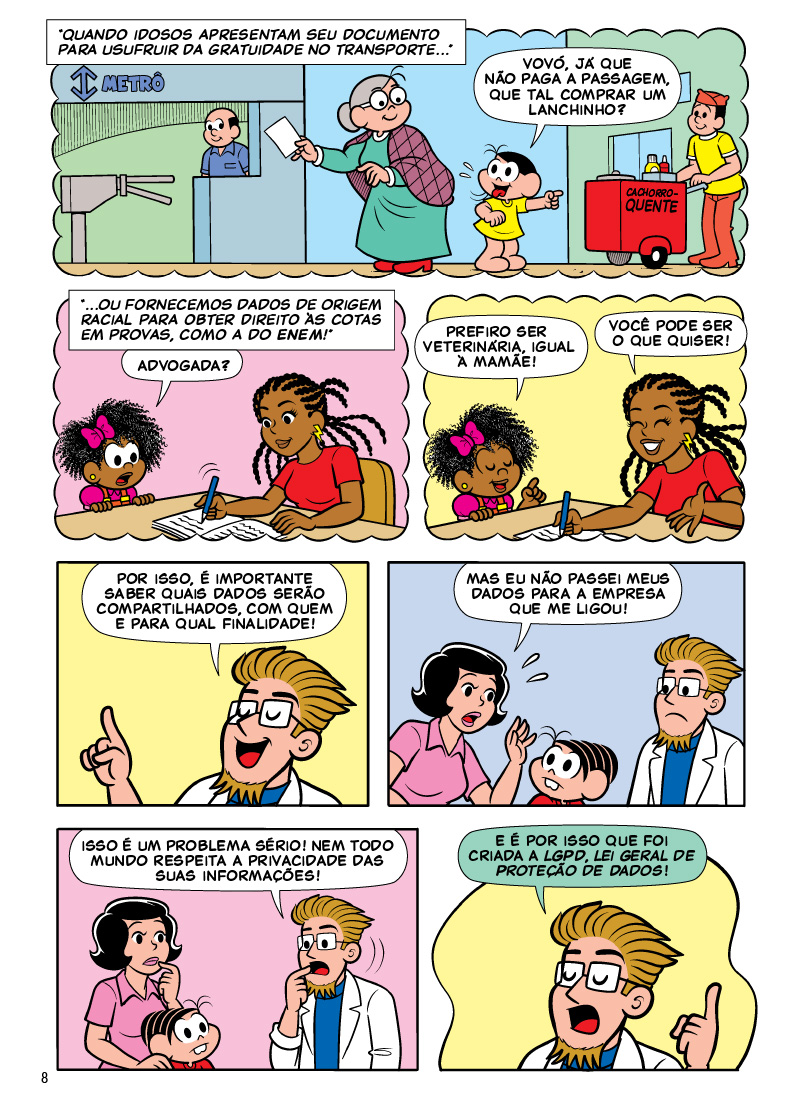 "QUANDO IDOSOS APRESENTAM SEU DOCUMENTO
PARA USUFRUIR DA GRATUIDADE NO TRANSPORTE..."
METRÔ
VOVÓ, JÁ QUE
NÃO PAGA A PASSAGEM,
QUE TAL COMPRAR UM
LANCHINHO?
CACHORRO-
QUENTE
"...OU FORNECEMOS DADOS DE ORIGEM
RACIAL PARA OBTER DIREITO ÀS COTAS
EM PROVAS, COMO A DO ENEM!"
ADVOGADA?
PREFIRO SER
VETERINÁRIA, IGUAL
À MAMÃE!
VOCÊ PODE SER
O QUE QUISER!
POR ISSO, É IMPORTANTE
SABER QUAIS DADOS SERÃO
COMPARTILHADOS, COM QUEM
E PARA QUAL FINALIDADE!
MAS EU NÃO PASSEI MEUS
DADOS PARA A EMPRESA
QUE ME LIGOU!
ISSO É UM PROBLEMA SÉRIO! NEM TODO
MUNDO RESPEITA A PRIVACIDADE DAS
SUAS INFORMAÇÕES!
E É POR ISSO QUE FOI
CRIADA A LGPD, LEI GERAL DE
PROTEÇÃO DE DADOS!
8